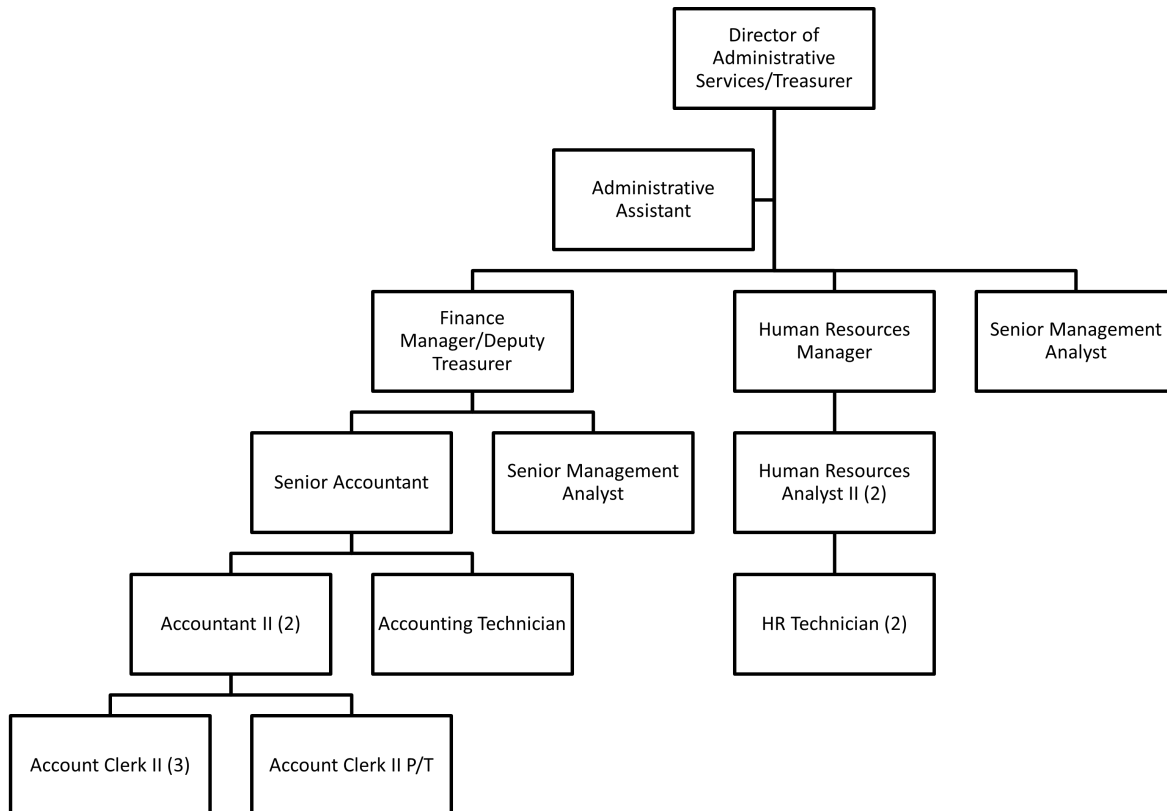 Director of
Administrative
Services/Treasurer
Administrative
Assistant
Finance
Manager/Deputy
Treasurer
Human Resources
Manager
Senior Management
Analyst
Senior Accountant
Senior Management
Analyst
Human Resources
Analyst II (2)
Accountant II (2)
Accounting Technician
HR Technician (2)
Account Clerk II (3)
Account Clerk II P/T